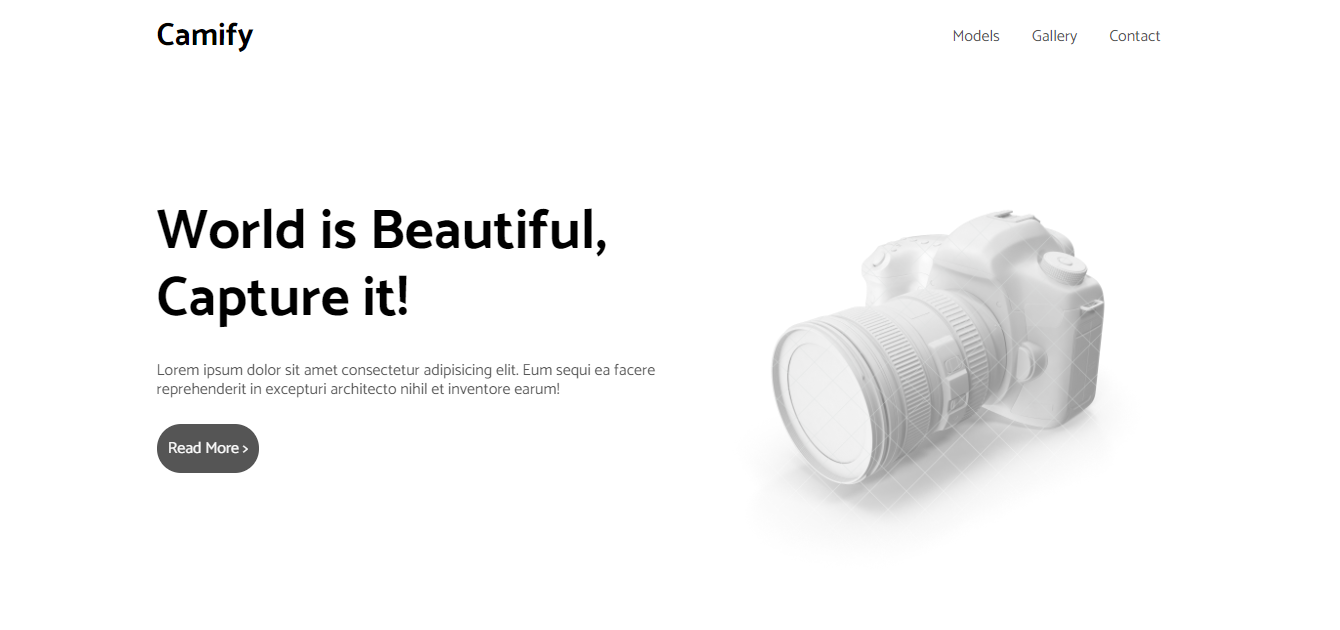 Camify
Models Gallery Contact
World is Beautiful,
Capture it!
Lorem ipsum dolor sit amet consectetur adipisicing elit. Eum sequi ea facere
reprehenderit in excepturi architecto nihil et inventore earum!
Read More >